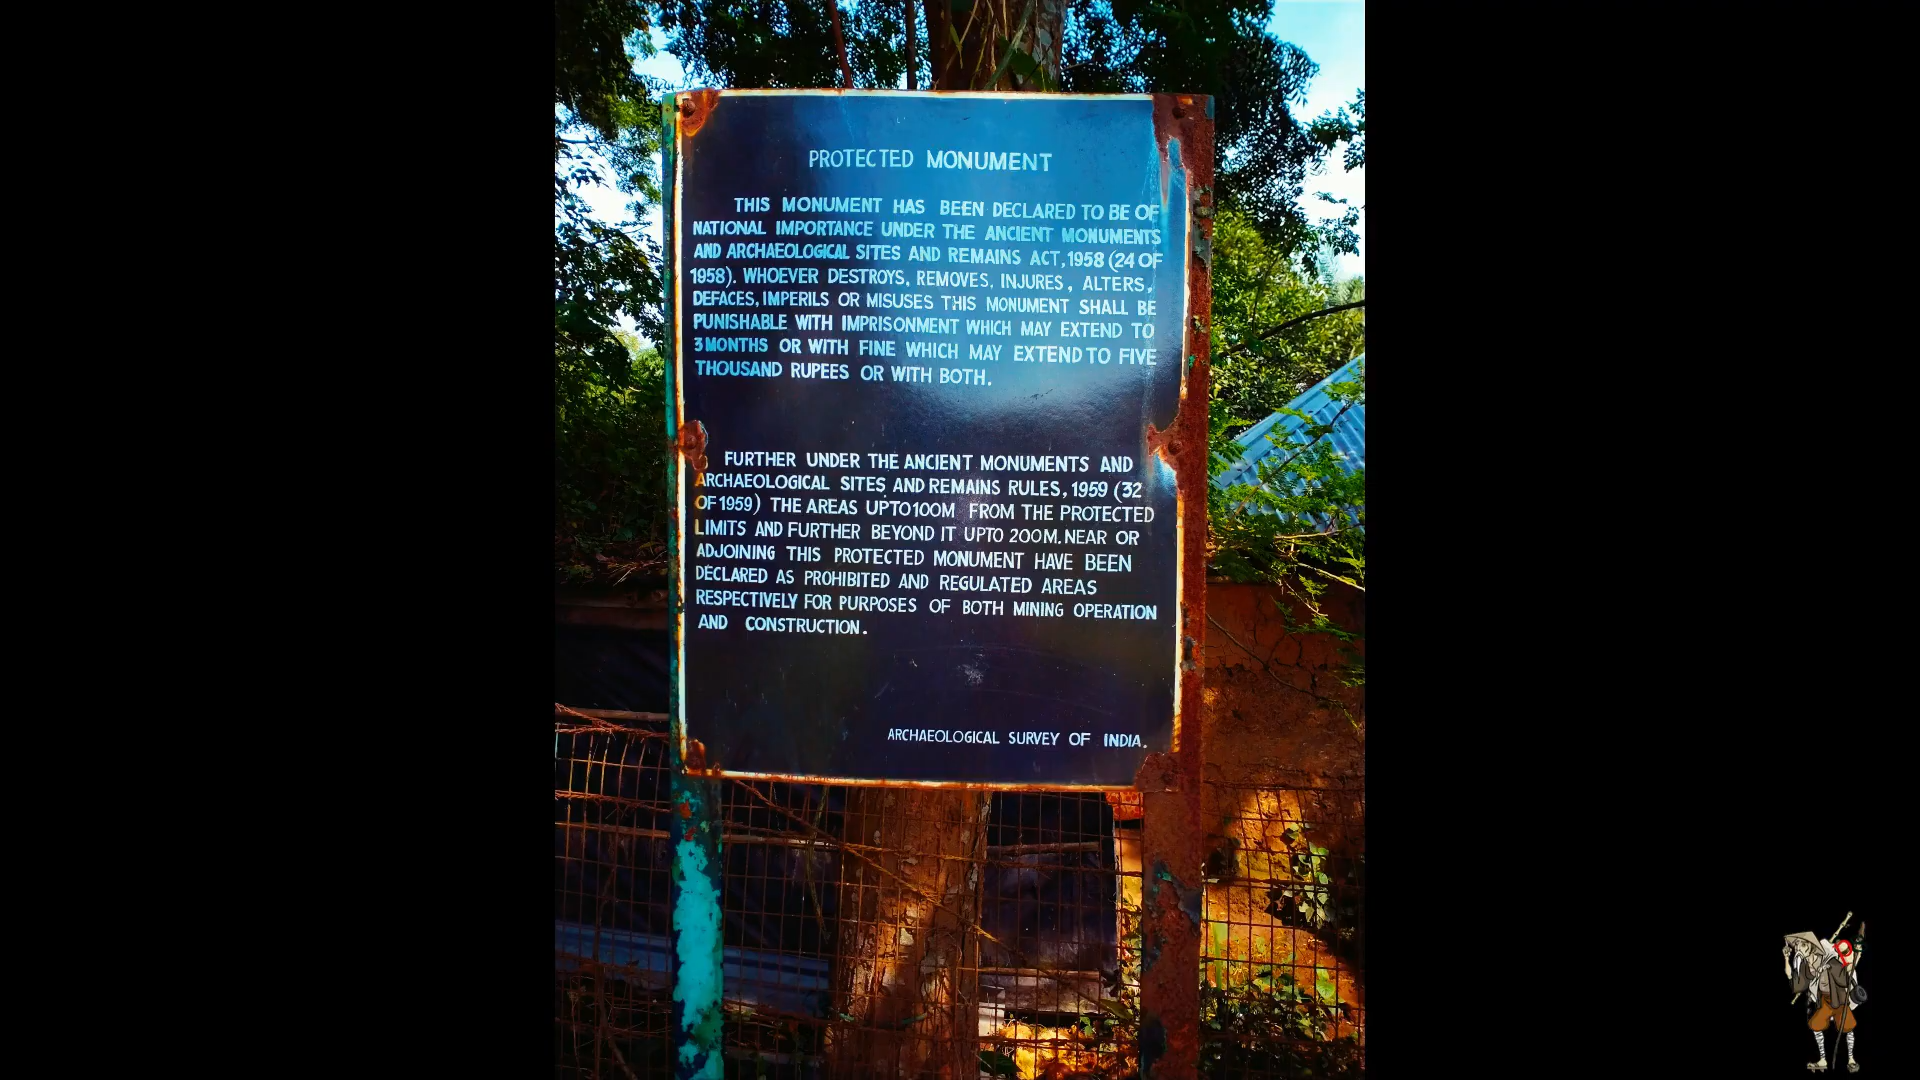 PROTECTED MONUMENT
THIS MONUMENT HAS BEEN DECLARED TO BE OF
NATIONAL IMPORTANCE UNDER THE ANCIENT MONUMENTS
AND ARCHAEOLOGICAL SITES AND REMAINS ACT, 1958 (24 OF
1958). WHOEVER DESTROYS, REMOVES, INJURES, ALTERS,
DEFACES, IMPERILS OR MISUSES THIS MONUMENT SHALL BE
PUNISHABLE WITH IMPRISONMENT WHICH MAY EXTEND TO
3 MONTHS OR WITH FINE WHICH MAY EXTEND TO FIVE
THOUSAND RUPEES OR WITH BOTH.
FURTHER UNDER THE ANCIENT MONUMENTS AND
ARCHAEOLOGICAL SITES AND REMAINS RULES, 1959 (32
OF 1959) THE AREAS UPTO 100M FROM THE PROTECTED
LIMITS AND FURTHER BEYOND IT UPTO 200M. NEAR OR
ADJOINING THIS PROTECTED MONUMENT HAVE BEEN
DECLARED AS PROHIBITED AND REGULATED AREAS
RESPECTIVELY FOR PURPOSES OF BOTH MINING OPERATION
AND CONSTRUCTION.
ARCHAEOLOGICAL SURVEY OF INDIA.